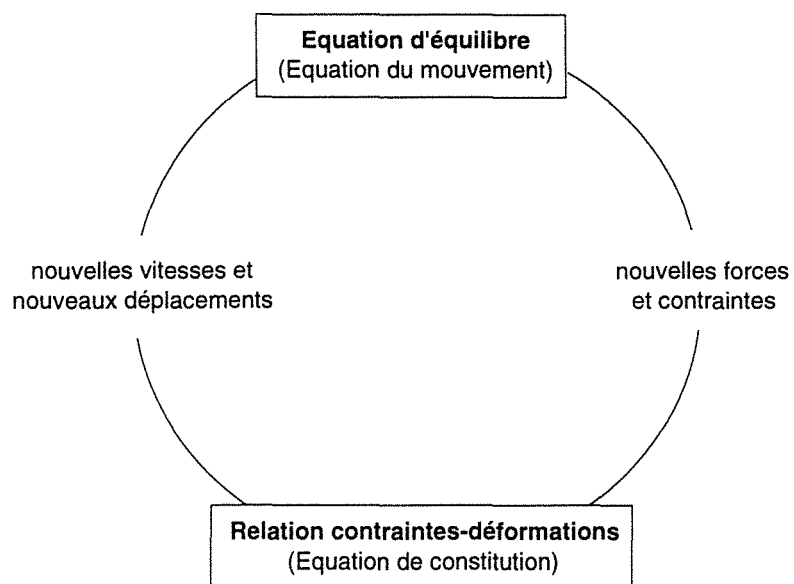 Equation d'équilibre
(Equation du mouvement)
nouvelles vitesses et
nouveaux déplacements
nouvelles forces
et contraintes
Relation contraintes-déformations
(Equation de constitution)